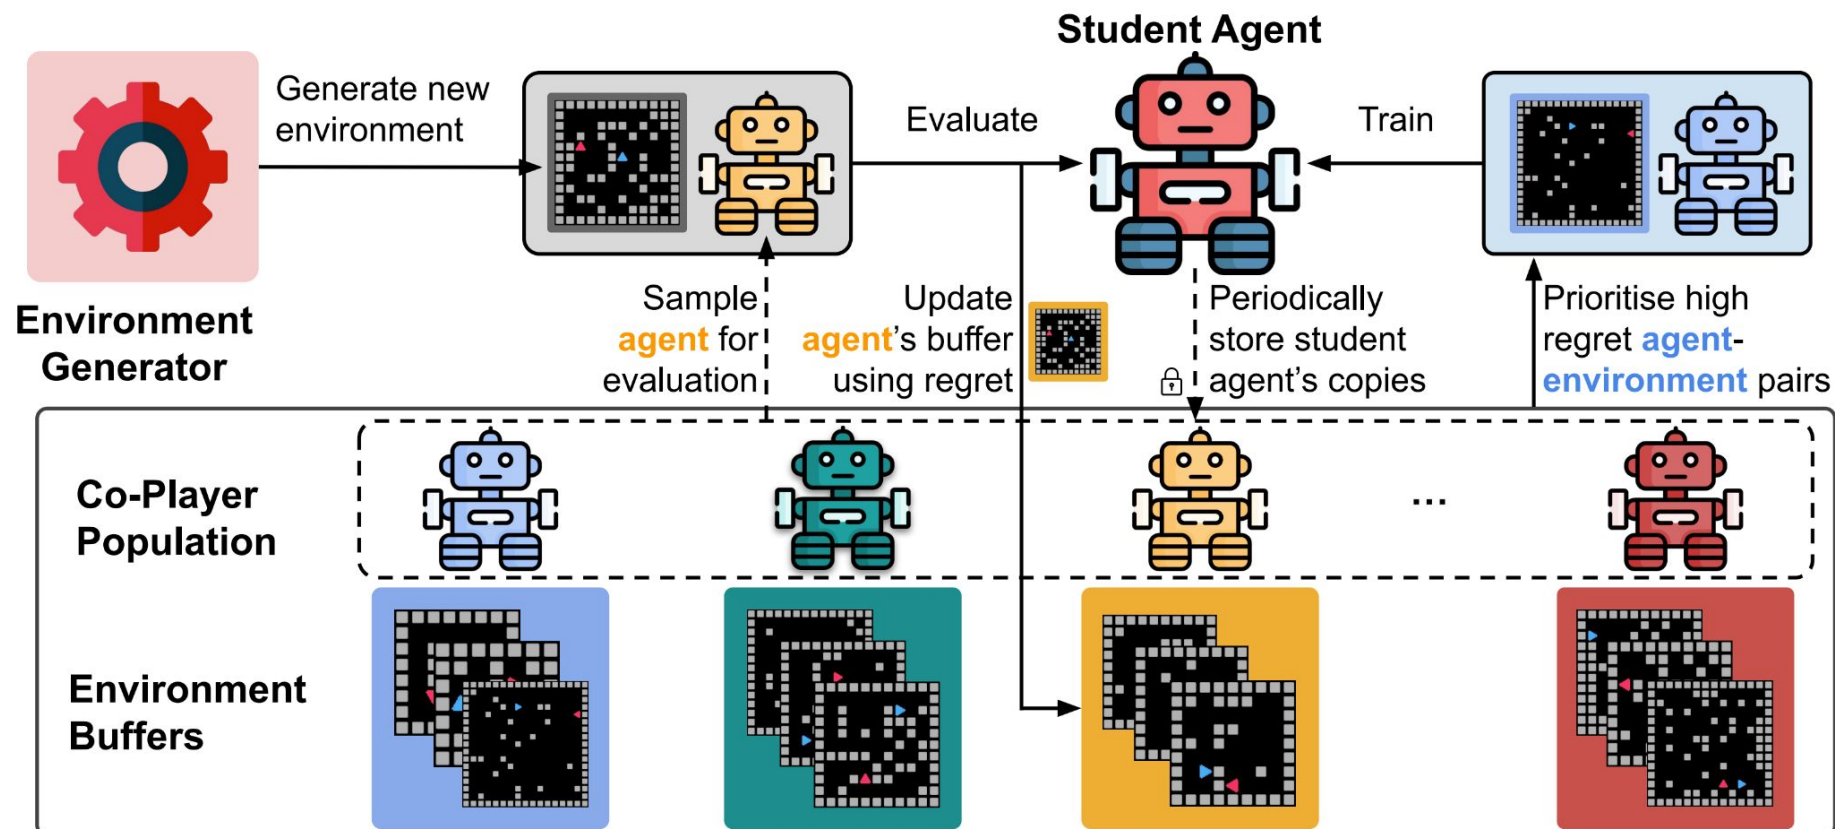 Student Agent
Generate new
environment
Evaluate
Train
Environment
Generator
Sample
agent for
evaluation
Update
agent's buffer
using regret
Periodically
store student
agent's copies
Prioritise high
regret agent-
environment pairs
Co-Player
Population
...
Environment
Buffers